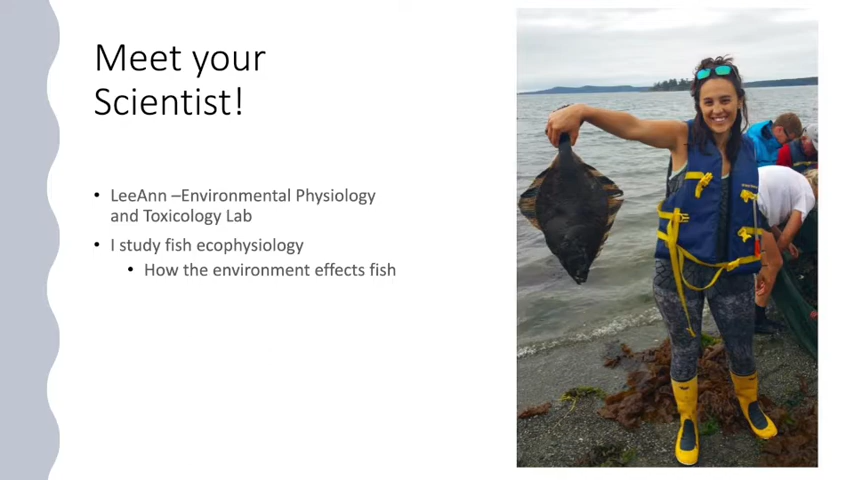 Meet your
Scientist!
• LeeAnn –Environmental Physiology
and Toxicology Lab
• I study fish ecophysiology
• How the environment effects fish